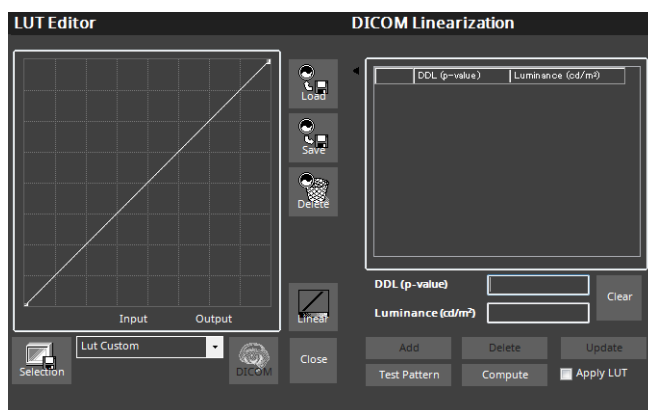 LUT Editor
DICOM Linearization
Load
Save
Delete
Input Output
Linear
Selection
Lut Custom
DICOM
Close
DDL (p-value) Luminance (cd/m²)
DDL (p-value)
Luminance (cd/m²)
Clear
Add Delete Update
Test Pattern Compute Apply LUT